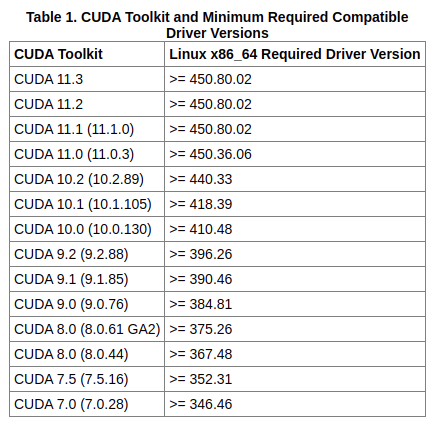 Table 1. CUDA Toolkit and Minimum Required Compatible
Driver Versions
CUDA Toolkit Linux x86_64 Required Driver Version
CUDA 11.3 >= 450.80.02
CUDA 11.2 >= 450.80.02
CUDA 11.1 (11.1.0) >= 450.80.02
CUDA 11.0 (11.0.3) >= 450.36.06
CUDA 10.2 (10.2.89) >= 440.33
CUDA 10.1 (10.1.105) >= 418.39
CUDA 10.0 (10.0.130) >= 410.48
CUDA 9.2 (9.2.88) >= 396.26
CUDA 9.1 (9.1.85) >= 390.46
CUDA 9.0 (9.0.76) >= 384.81
CUDA 8.0 (8.0.61 GA2) >= 375.26
CUDA 8.0 (8.0.44) >= 367.48
CUDA 7.5 (7.5.16) >= 352.31
CUDA 7.0 (7.0.28) >= 346.46